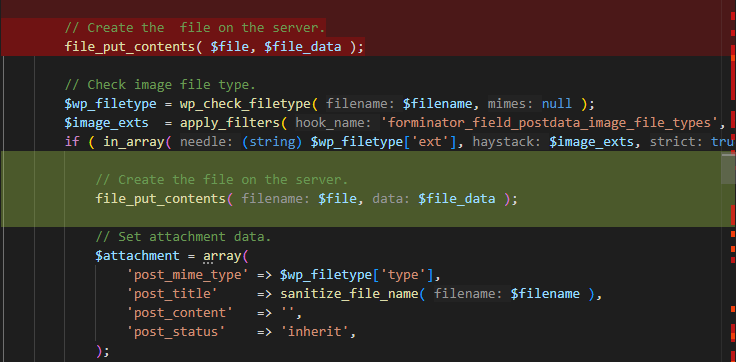 // Create the  file on the server.
file_put_contents( $file, $file_data );
// Check image file type.
$wp_filetype = wp_check_filetype( filename: $filename, mimes: null );
$image_exts  = apply_filters( hook_name: 'forminator_field_postdata_image_file_types',
if ( in_array( needle: (string) $wp_filetype['ext'], haystack: $image_exts, strict: tru
// Create the file on the server.
file_put_contents( filename: $file, data: $file_data );
// Set attachment data.
$attachment = array(
'post_mime_type' => $wp_filetype['type'],
'post_title'     => sanitize_file_name( filename: $filename ),
'post_content'   => '',
'post_status'    => 'inherit',
);